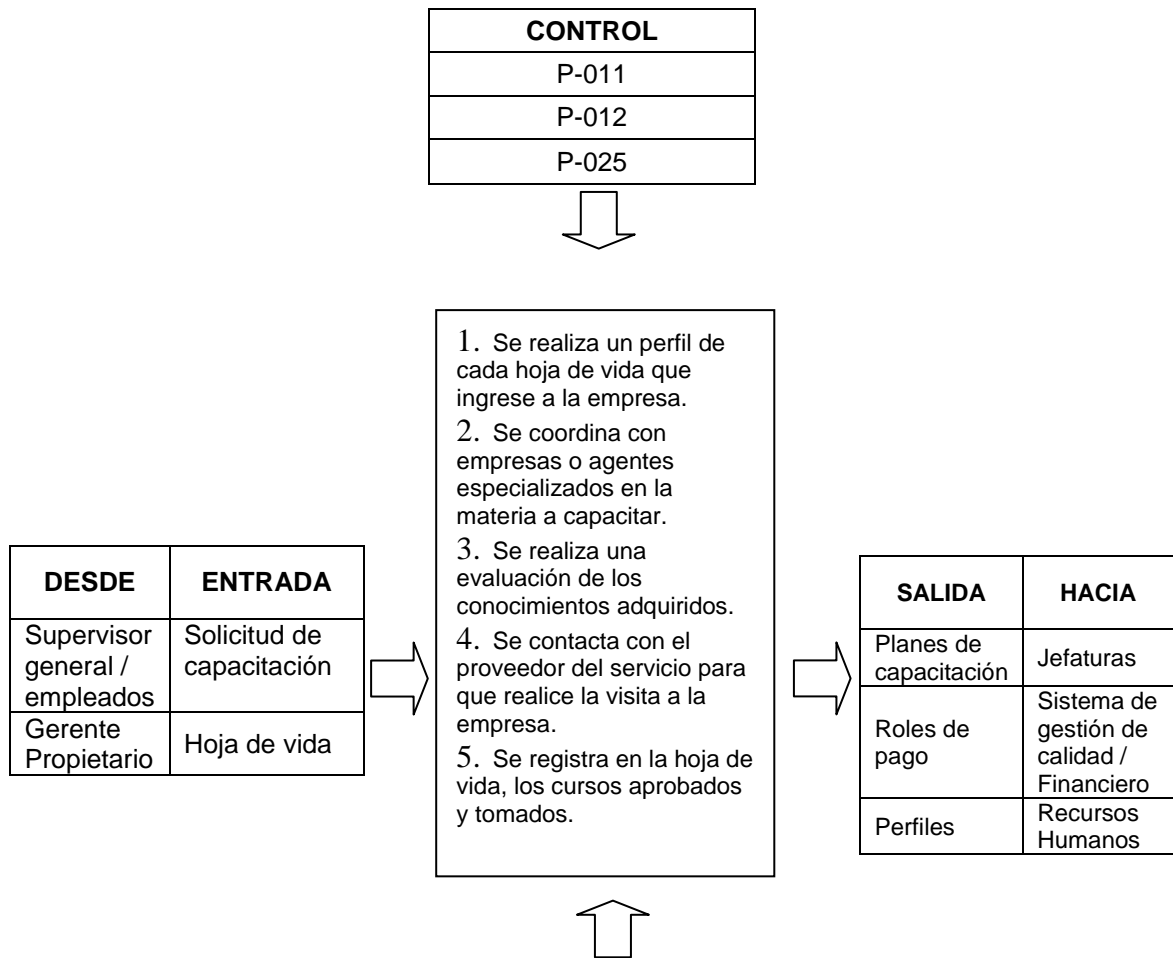 CONTROL
P-011
P-012
P-025
1. Se realiza un perfil de
cada hoja de vida que
ingrese a la empresa.
2. Se coordina con
empresas o agentes
especializados en la
materia a capacitar.
3. Se realiza una
evaluación de los
conocimientos adquiridos.
4. Se contacta con el
proveedor del servicio para
que realice la visita a la
empresa.
5. Se registra en la hoja de
vida, los cursos aprobados
y tomados.
DESDE ENTRADA
Supervisor
general /
empleados
Solicitud de
capacitación
Gerente
Propietario
Hoja de vida
SALIDA HACIA
Planes de
capacitación
Jefaturas
Roles de
pago
Sistema de
gestión de
calidad /
Financiero
Perfiles
Recursos
Humanos